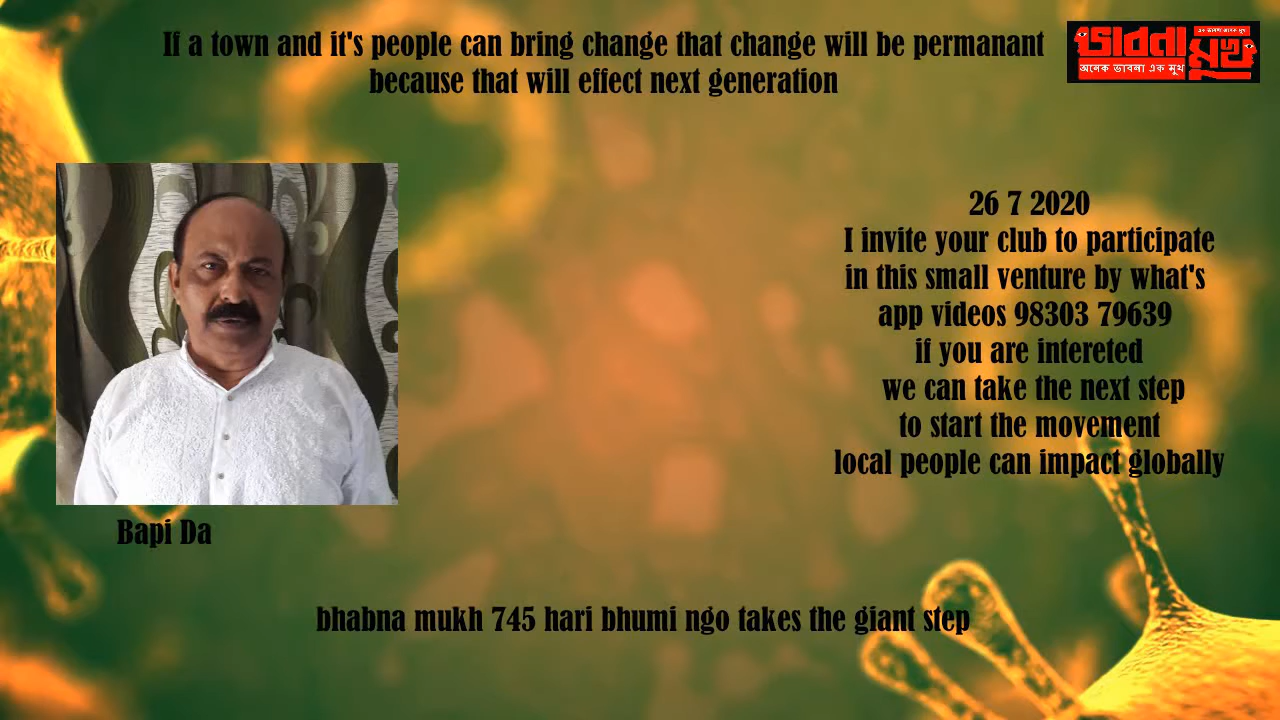 If a town and it's people can bring change that change will be permanant
because that will effect next generation
ভাবনা
মুখ
এক ভাবনা অনেক মুখ
অনেক ভাবনা এক মুখ
26 7 2020
I invite your club to participate
in this small venture by what's
app videos 98303 79639
if you are intereted
we can take the next step
to start the movement
local people can impact globally
Bapi Da
bhabna mukh 745 hari bhumi ngo takes the giant step